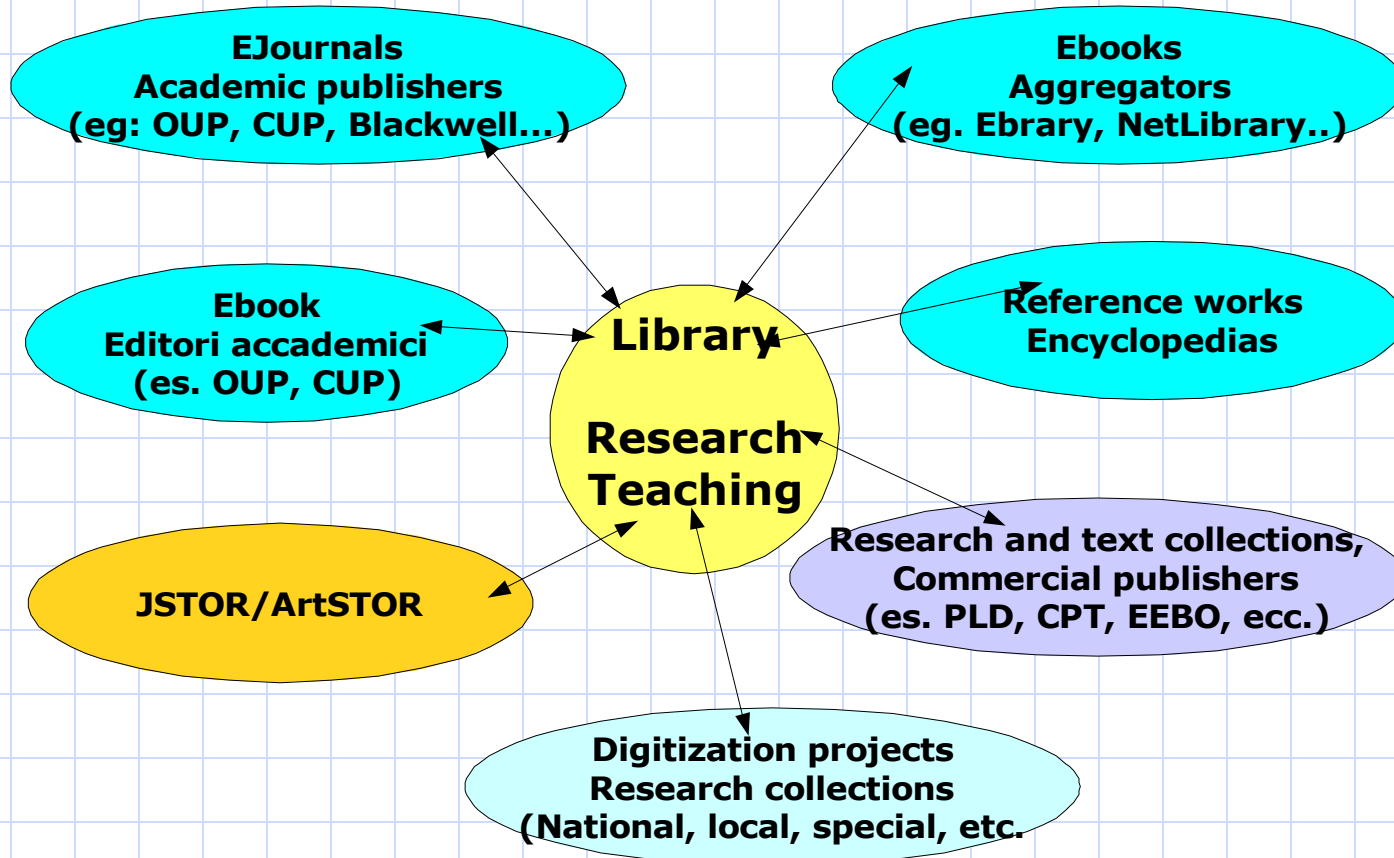 EJournals
Academic publishers
(eg: OUP, CUP, Blackwell...)
Ebooks
Aggregators
(eg. Ebrary, NetLibrary..)
Ebook
Editori accademici
(es. OUP, CUP)
Library
Research
Teaching
Reference works
Encyclopedias
JSTOR/ArtSTOR
Research and text collections,
Commercial publishers
(es. PLD, CPT, EEBO, ecc.)
Digitization projects
Research collections
(National, local, special, etc.